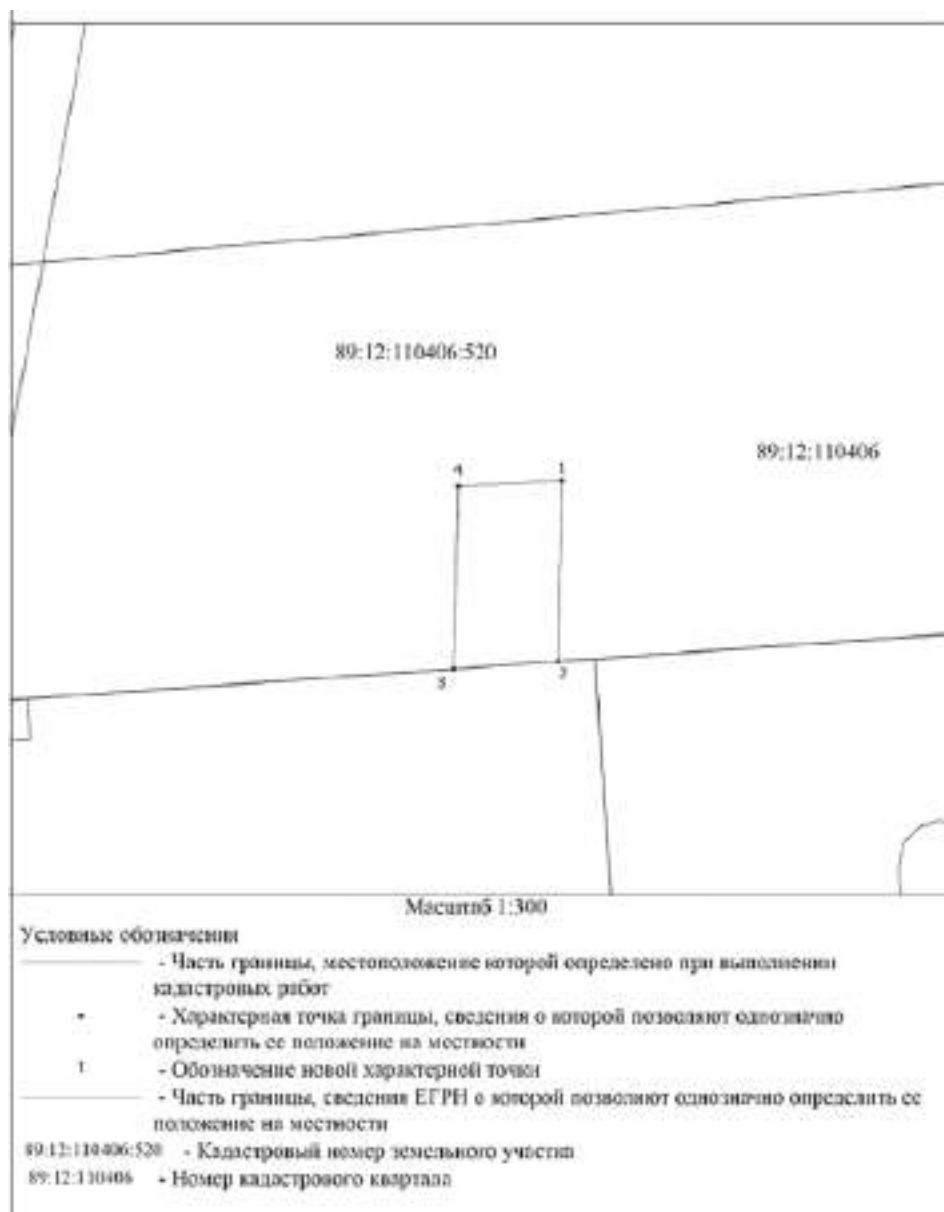 89:12:110406:520
89:12:110406
4
1
3
2
Масштаб 1:300
Условные обозначения
- Часть границы, местоположение которой определено при выполнении
кадастровых работ
- Характерная точка границы, сведения о которой позволяют однозначно
определить ее положение на местности
1 - Обозначение новой характерной точки
- Часть границы, сведения ЕГРН о которой позволяют однозначно определить ее
положение на местности
89:12:110406:520 - Кадастровый номер земельного участка
89:12:110406 - Номер кадастрового квартала